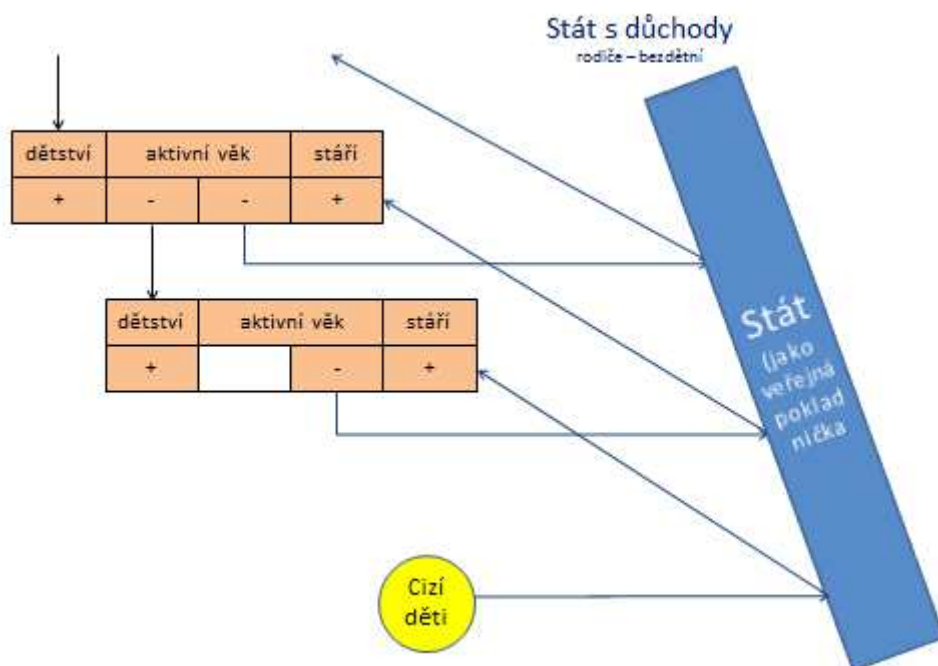 Stát s důchody
rodiče – bezdětní
dětství aktivní věk stáří
+ - - +
dětství aktivní věk stáří
+ - +
Stát
(jako
veřejná
poklad
nička
Cizí
děti